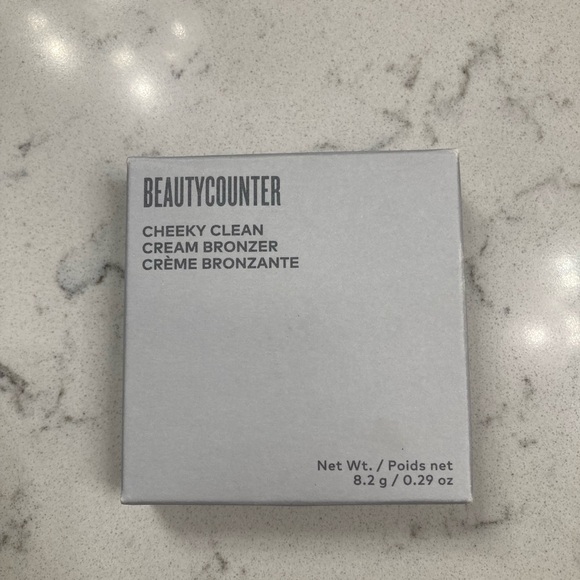 BEAUTYCOUNTER
CHEEKY CLEAN
CREAM BRONZER
CRÈME BRONZANTE
Net Wt. / Poids net
8.2 g / 0.29 oz